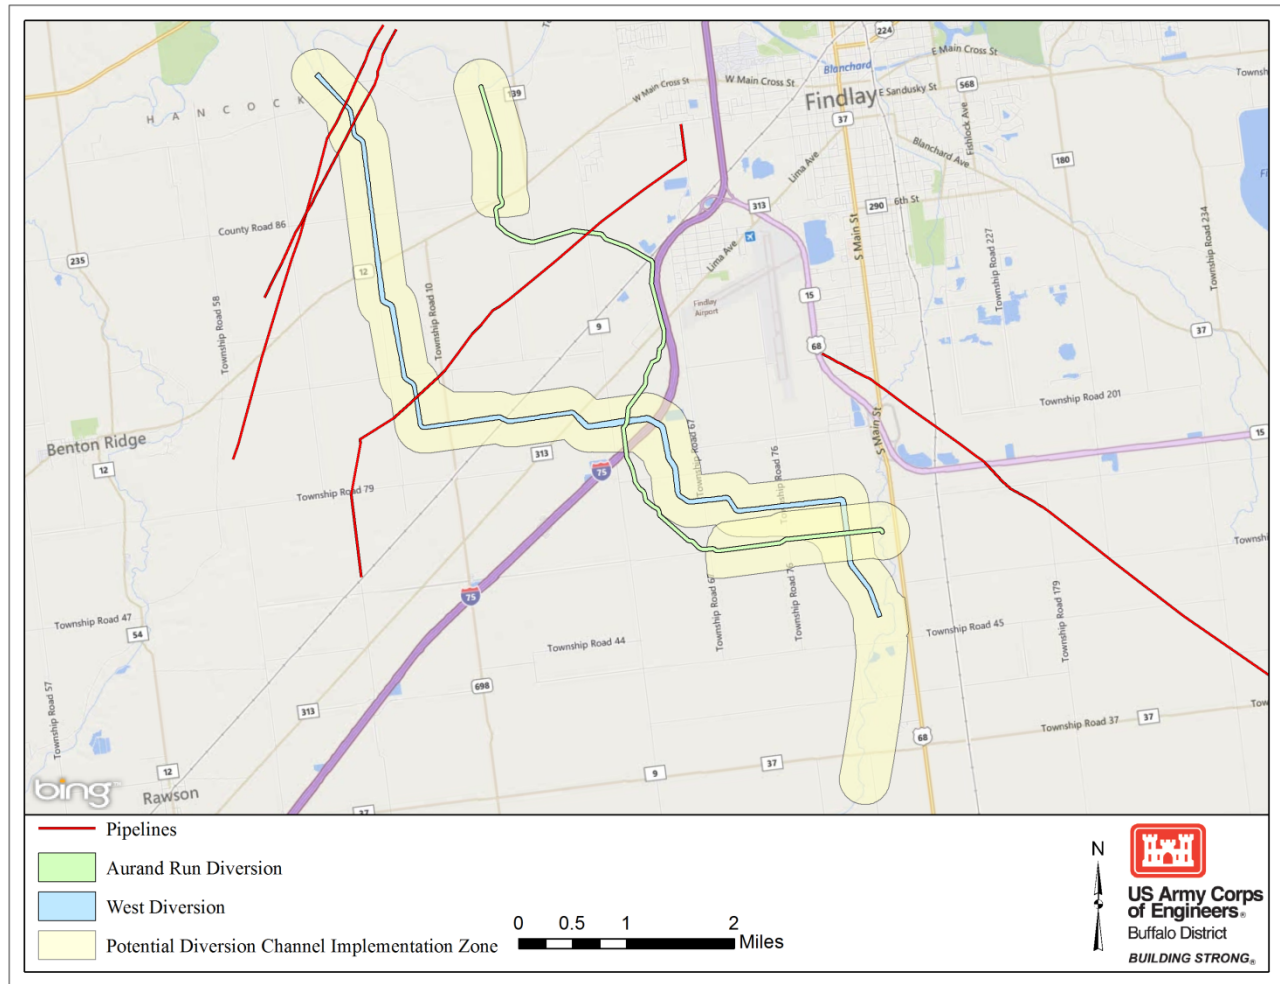 224
E Main Cross St
Blanchard
W Main Cross St
W Main Cross St
568
E Sandusky St
Findlay
139
HANCOCK
37
Fishlock Ave
Blanchard Ave
180
Lima Ave
313
290
6th St
County Road 86
S Main St
Township Road 227
Township Road 234
235
12
Lima Ave
Township Road 58
Township Road 10
15
Findlay
Airport
9
37
68
Township Road 201
Benton Ridge
12
313
Township Road 67
S Main St
15
75
Township Road 76
Township Road 79
75
Township Road 47
54
Township Road 44
Township Road 45
Township Road 179
698
Township Road 57
313
68
Township Road 37
37
37
9
12
Rawson
37
bing
Pipelines
Aurand Run Diversion
West Diversion
Potential Diversion Channel Implementation Zone
0 0.5 1 2
Miles
N
US Army Corps
of Engineers®
Buffalo District
BUILDING STRONG®